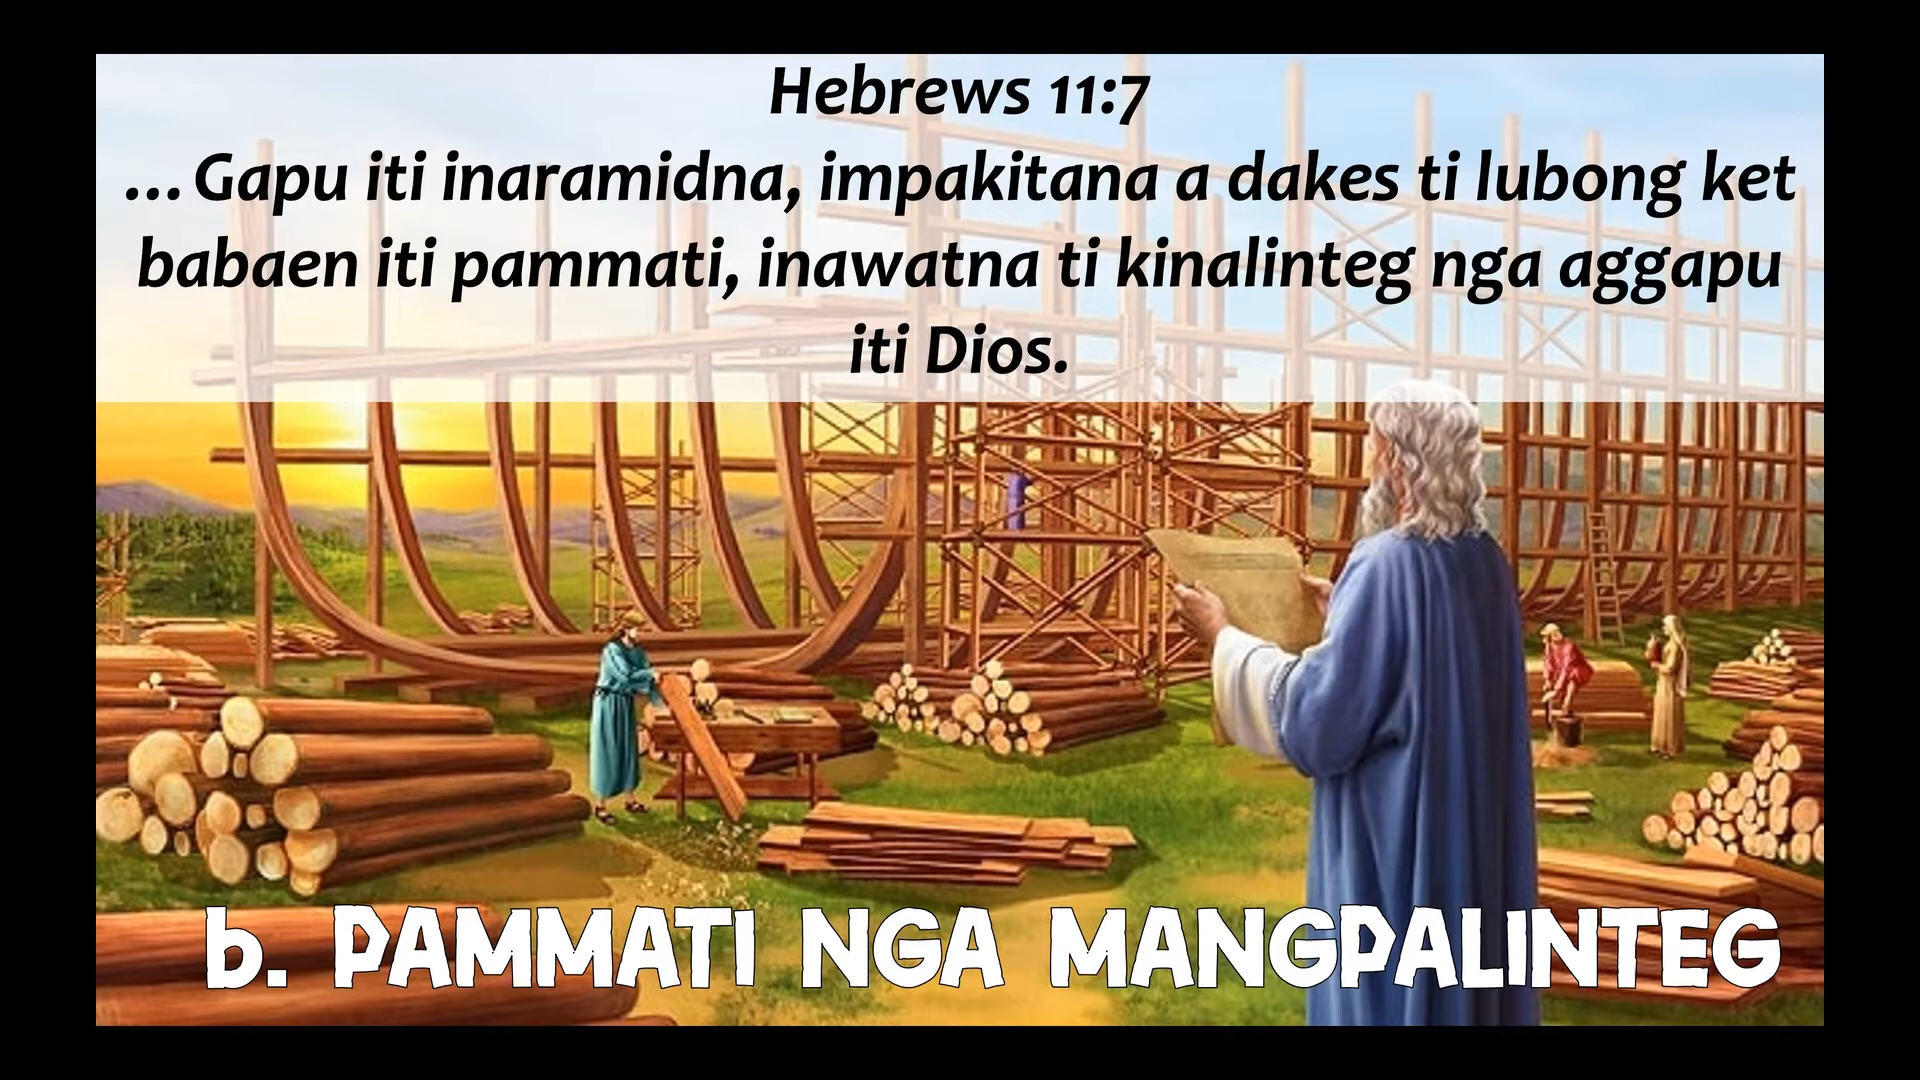 Hebrews 11:7
...Gapu iti inaramidna, impakitana a dakes ti lubong ket
babaen iti pammati, inawatna ti kinalinteg nga aggapu
iti Dios.
b. PAMMATI NGA MANGPALINTEG